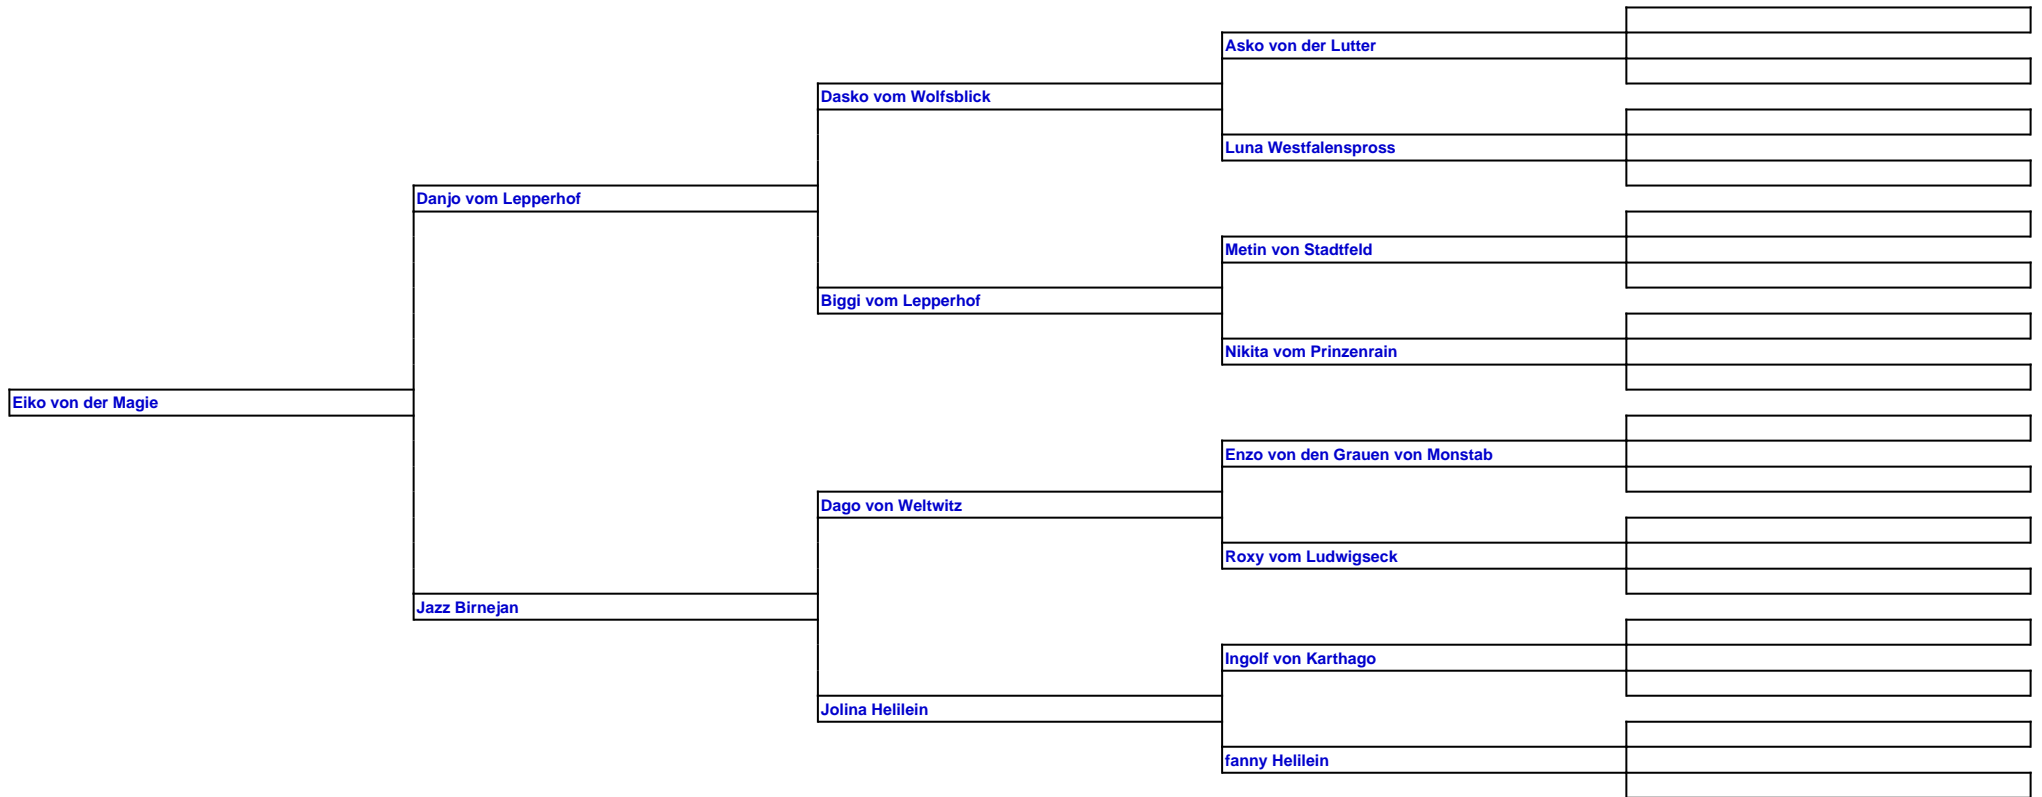 Asko von der Lutter
Dasko vom Wolfsblick
Luna Westfalenspross
Danjo vom Lepperhof
Metin von Stadtfeld
Biggi vom Lepperhof
Nikita vom Prinzenrain
Eiko von der Magie
Enzo von den Grauen von Monstab
Dago von Weltwitz
Roxy vom Ludwigseck
Jazz Birnejan
Ingolf von Karthago
Jolina Helilein
fanny Helilein